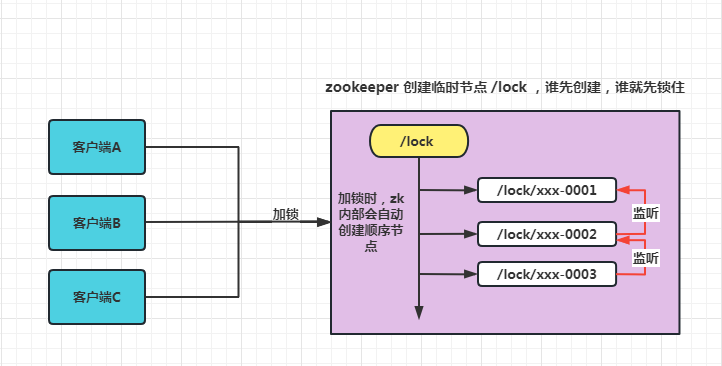 zookeeper 创建临时节点 /lock ，谁先创建，谁就先锁住
客户端A
客户端B
客户端C
加锁
/lock
加锁时，zk
内部会自动
创建顺序节
点
/lock/xxx-0001
监听
/lock/xxx-0002
监听
/lock/xxx-0003